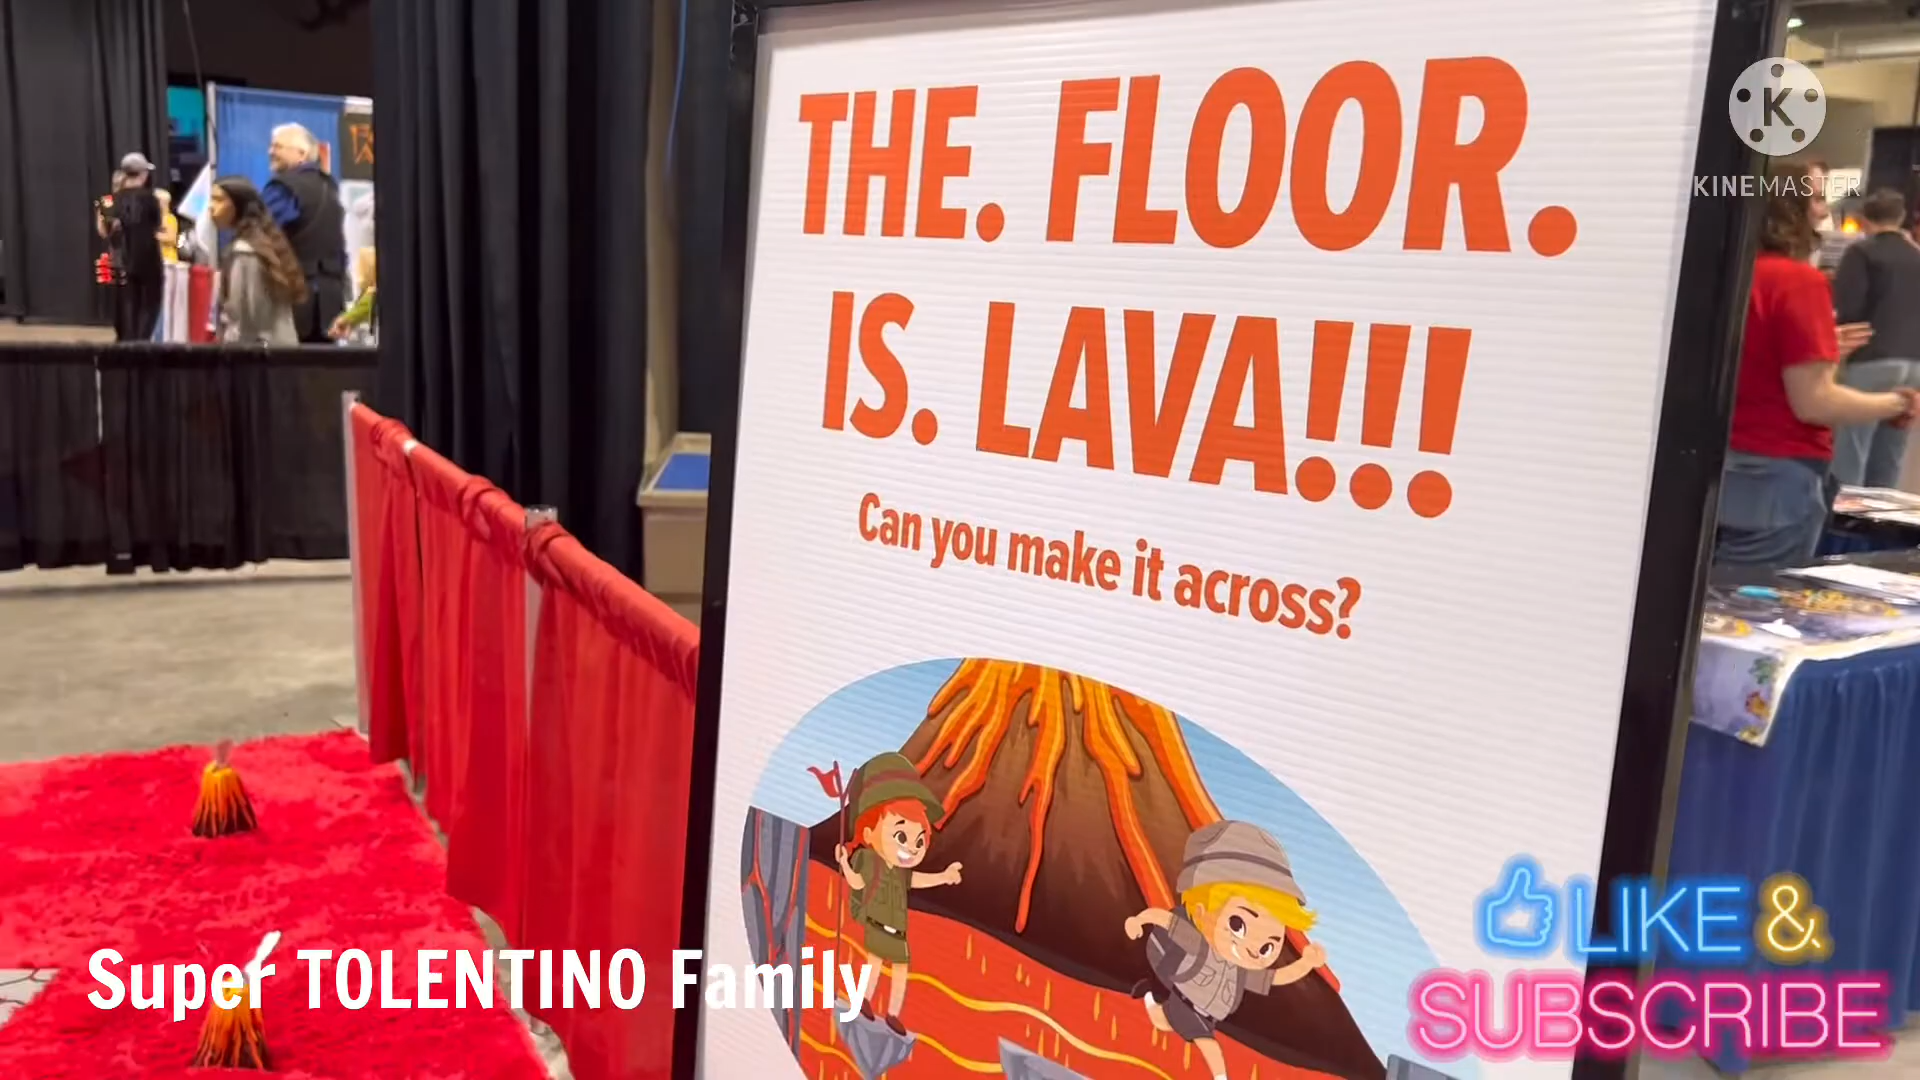 THE. FLOOR.
IS. LAVA!!!
Can you make it across?
K
KINEMASTER
Super TOLENTINO Family
LIKE &
SUBSCRIBE